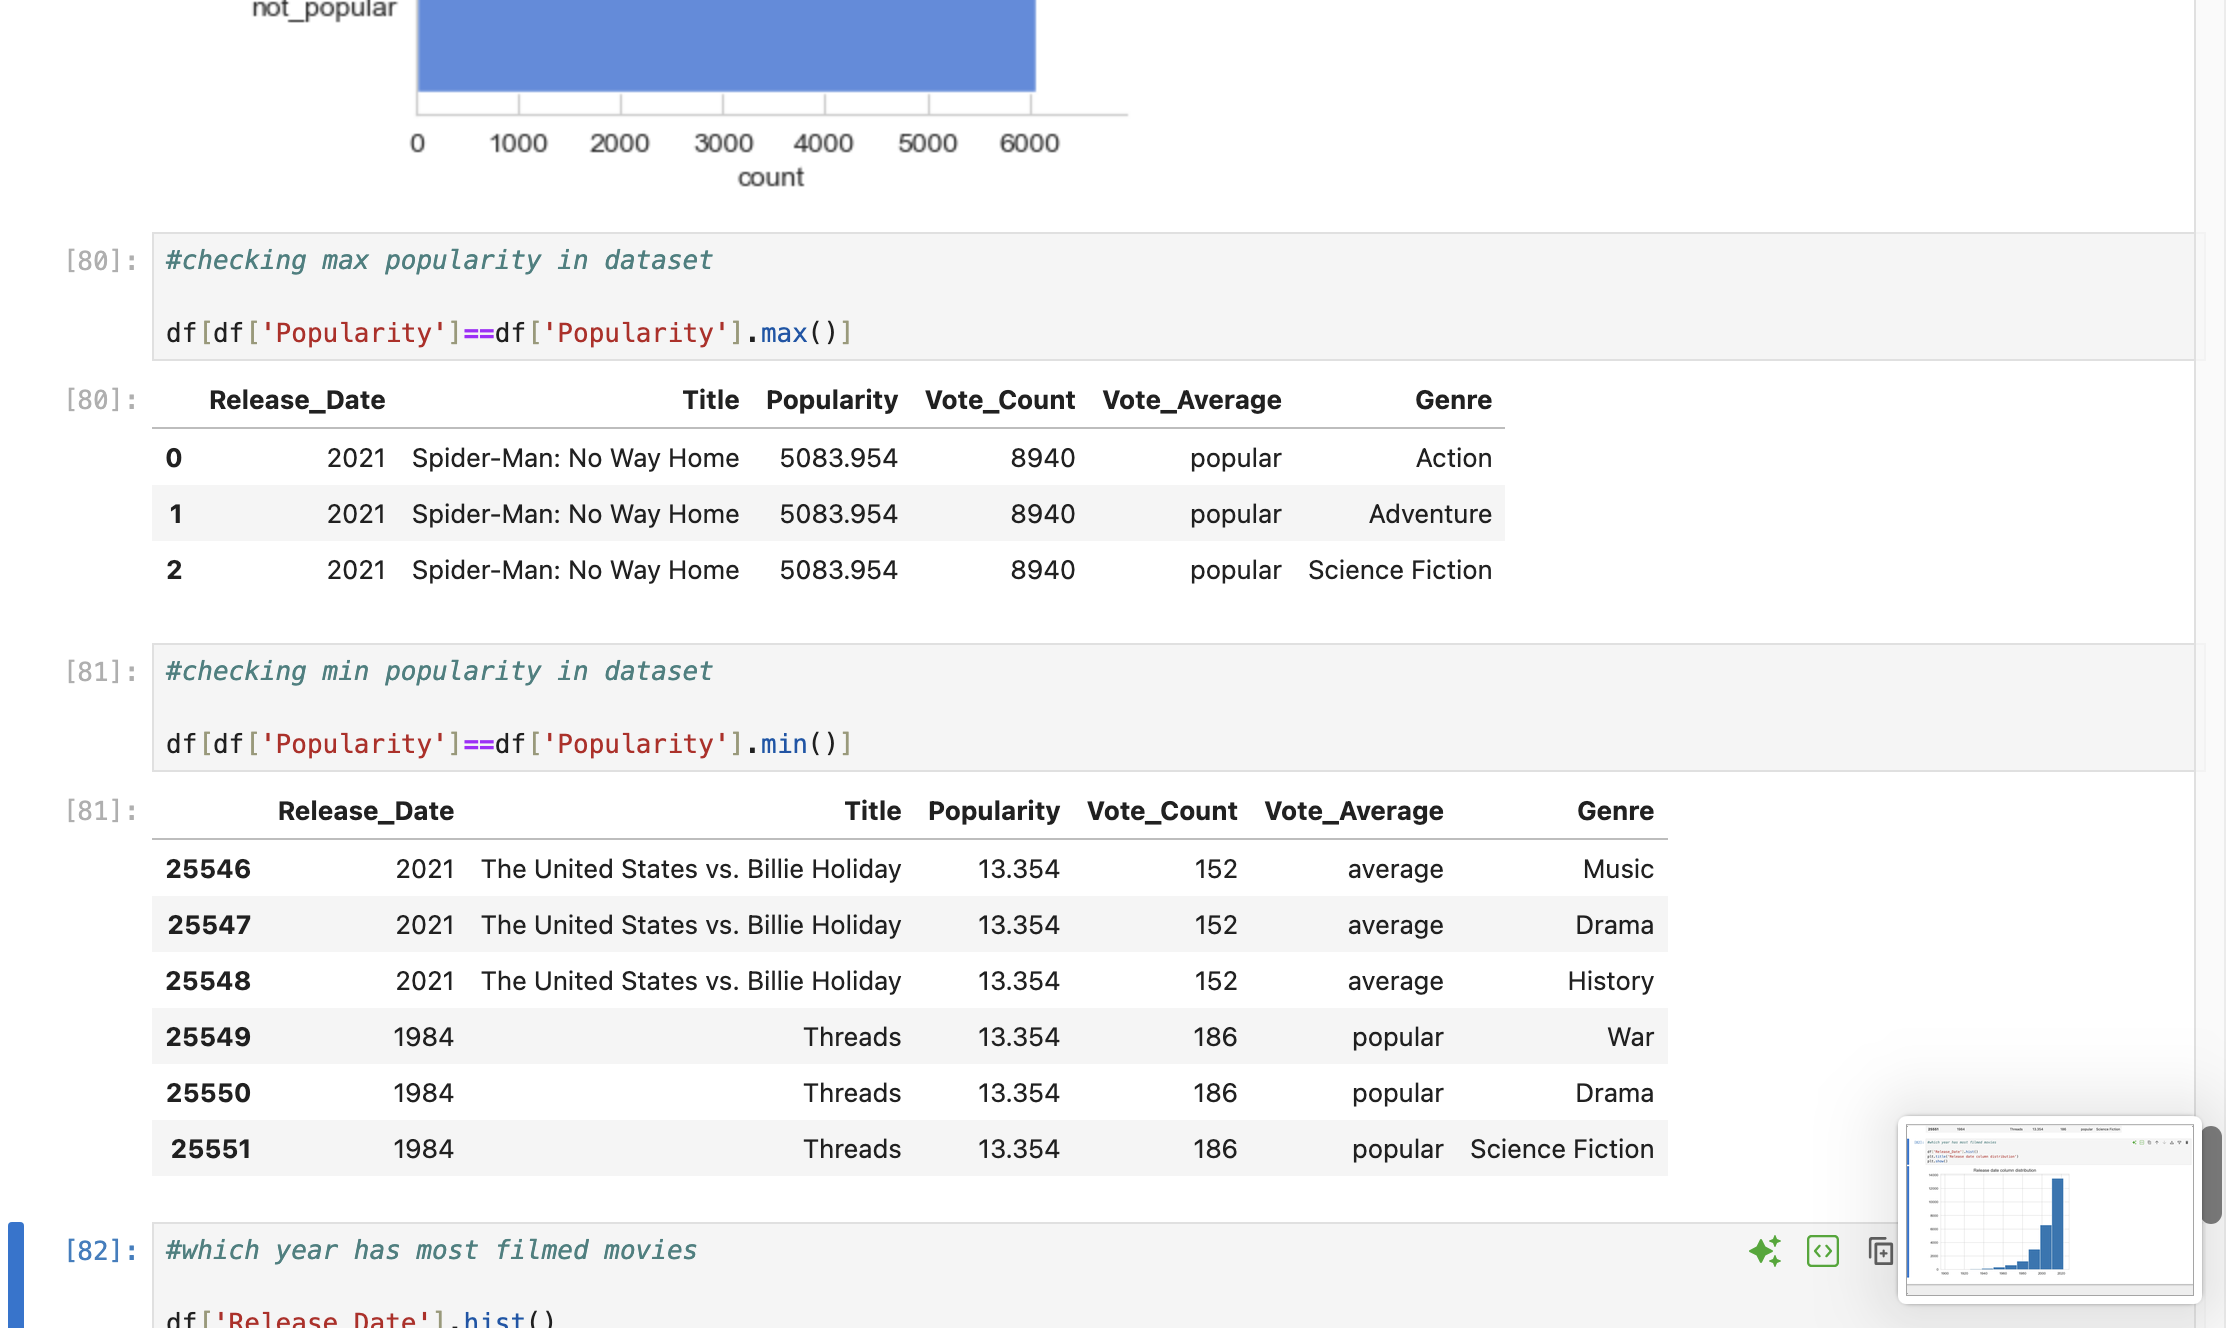 not_popular
0 1000 2000 3000 4000 5000 6000
count
[80]: #checking max popularity in dataset
df[df['Popularity']==df['Popularity'].max()]
[80]: Release_Date Title Popularity Vote_Count Vote_Average Genre
0 2021 Spider-Man: No Way Home 5083.954 8940 popular Action
1 2021 Spider-Man: No Way Home 5083.954 8940 popular Adventure
2 2021 Spider-Man: No Way Home 5083.954 8940 popular Science Fiction
[81]: #checking min popularity in dataset
df[df['Popularity']==df['Popularity'].min()]
[81]: Release_Date Title Popularity Vote_Count Vote_Average Genre
25546 2021 The United States vs. Billie Holiday 13.354 152 average Music
25547 2021 The United States vs. Billie Holiday 13.354 152 average Drama
25548 2021 The United States vs. Billie Holiday 13.354 152 average History
25549 1984 Threads 13.354 186 popular War
25550 1984 Threads 13.354 186 popular Drama
25551 1984 Threads 13.354 186 popular Science Fiction
[82]: #which year has most filmed movies
df['Release_Date'].hist()
Release date column distribution